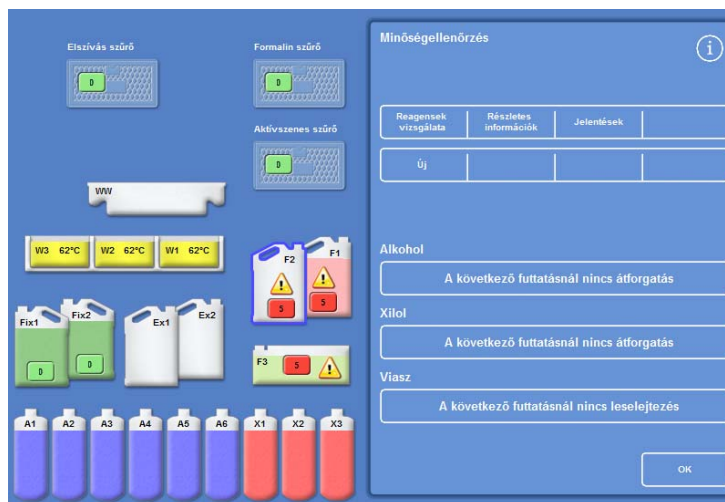 Elszívás szűrő
Formalin szűrő
D
D
Aktívszenes szűrő
D
WW
W3 62°C W2 62°C W1 62°C
F2
F1
5
5
Fix1
Fix2
Ex1
Ex2
D
D
F3
5
A1 A2 A3 A4 A5 A6 X1 X2 X3
Minőségellenőrzés
i
Reagensek vizsgálata
Részletes információk
Jelentések
Új
Alkohol
A következő futtatásnál nincs átforgatás
Xilol
A következő futtatásnál nincs átforgatás
Viasz
A következő futtatásnál nincs leselejtezés
OK